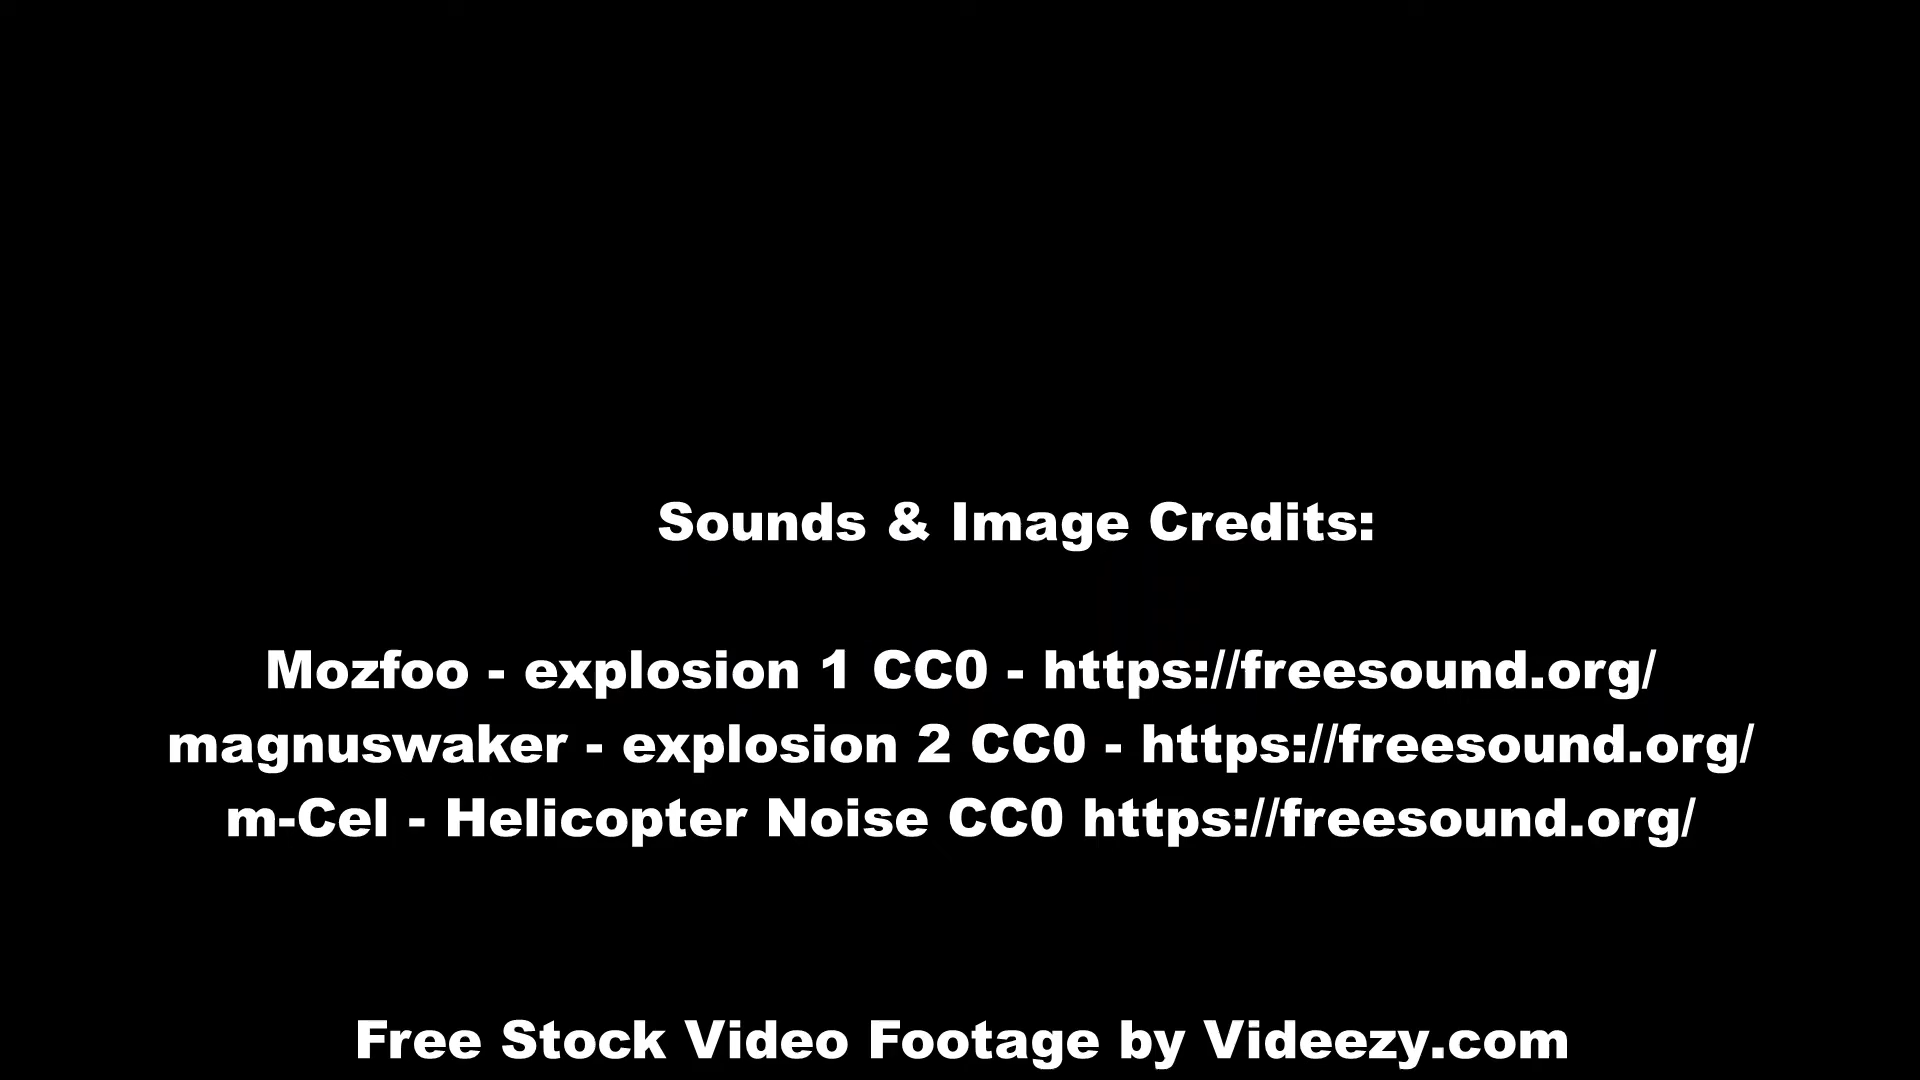 Sounds & Image Credits:
Mozfoo - explosion 1 CC0 - https://freesound.org/
magnuswaker - explosion 2 CC0 - https://freesound.org/
m-Cel - Helicopter Noise CC0 https://freesound.org/
Free Stock Video Footage by Videezy.com